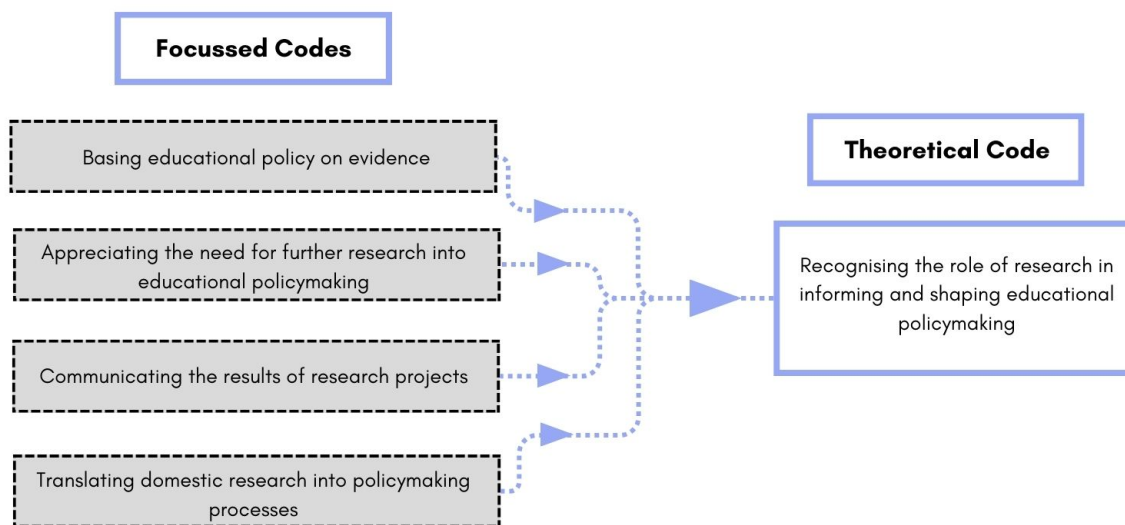 Focussed Codes
Basing educational policy on evidence
Appreciating the need for further research into
educational policymaking
Communicating the results of research projects
Translating domestic research into policymaking
processes
Theoretical Code
Recognising the role of research in
informing and shaping educational
policymaking